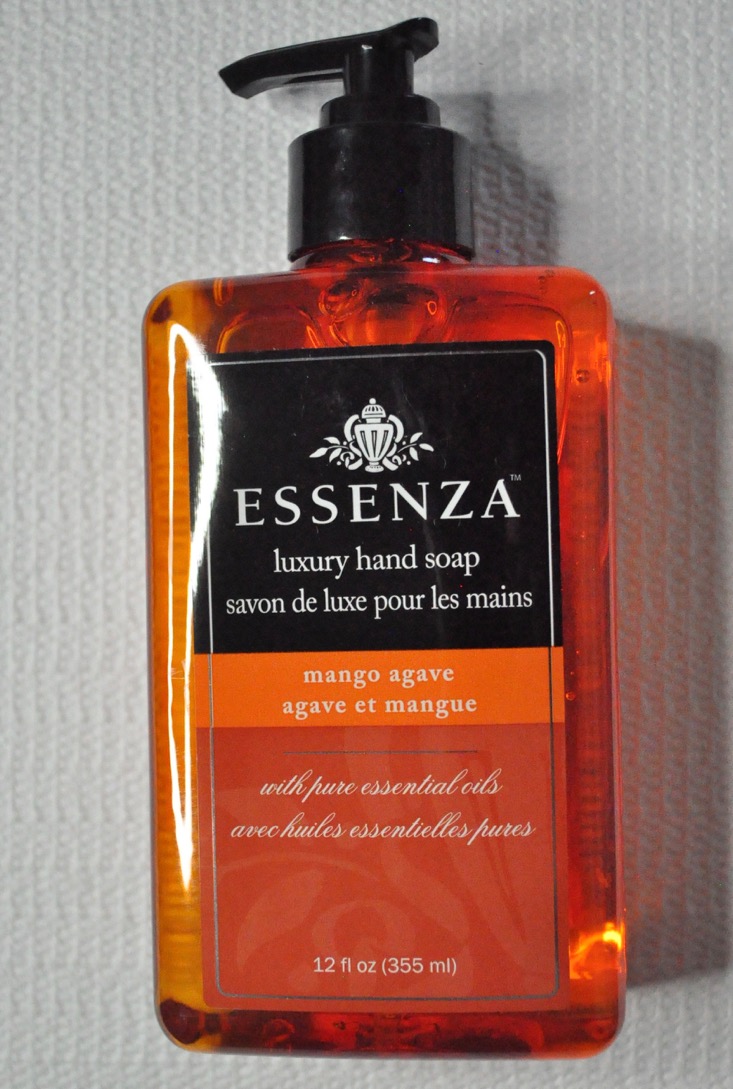 ESSENZA™
luxury hand soap
savon de luxe pour les mains
mango agave
agave et mangue
with pure essential oils
avec huiles essentielles pures
12 fl oz (355 ml)